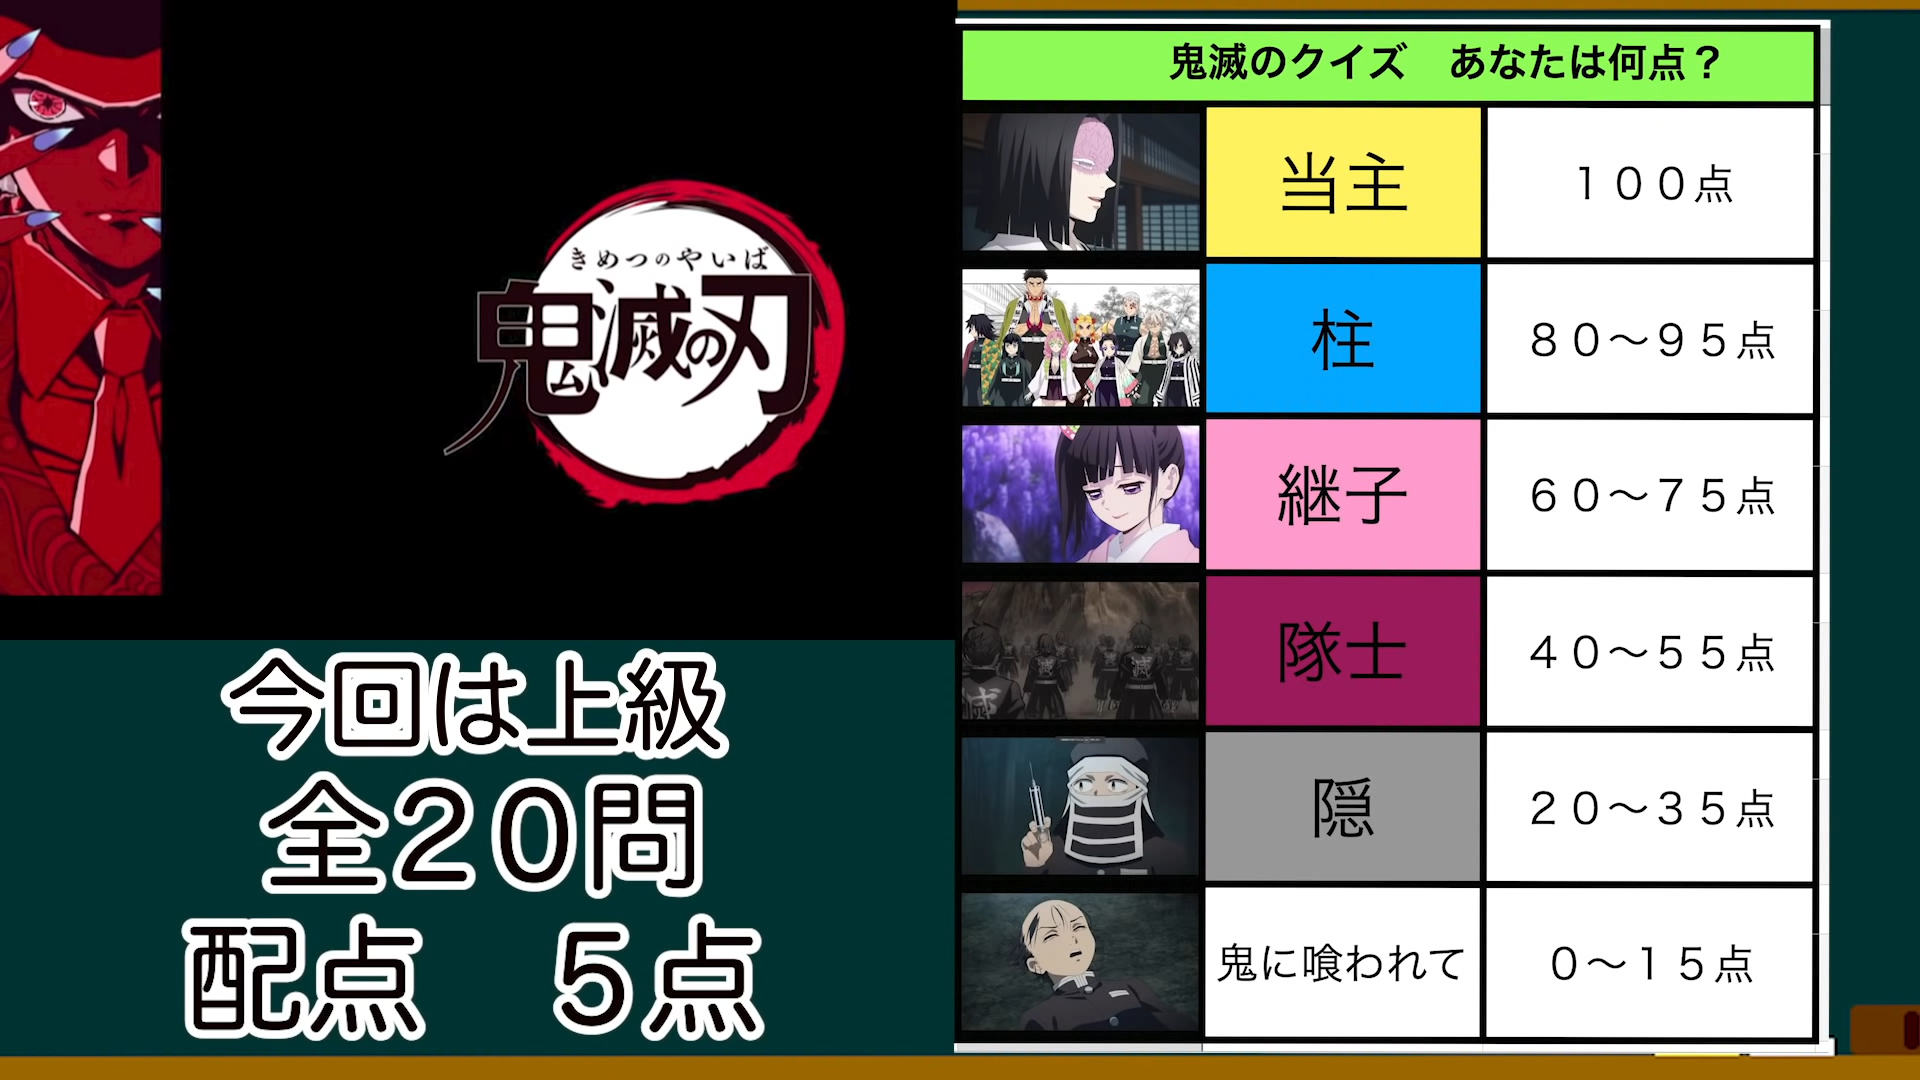 きめつのやいば
鬼滅の刃
今回は上級
全20問
配点　5点
鬼滅のクイズ　あなたは何点？
当主　１００点
柱　８０～９５点
継子　６０～７５点
隊士　４０～５５点
隠　２０～３５点
鬼に喰われて　０～１５点